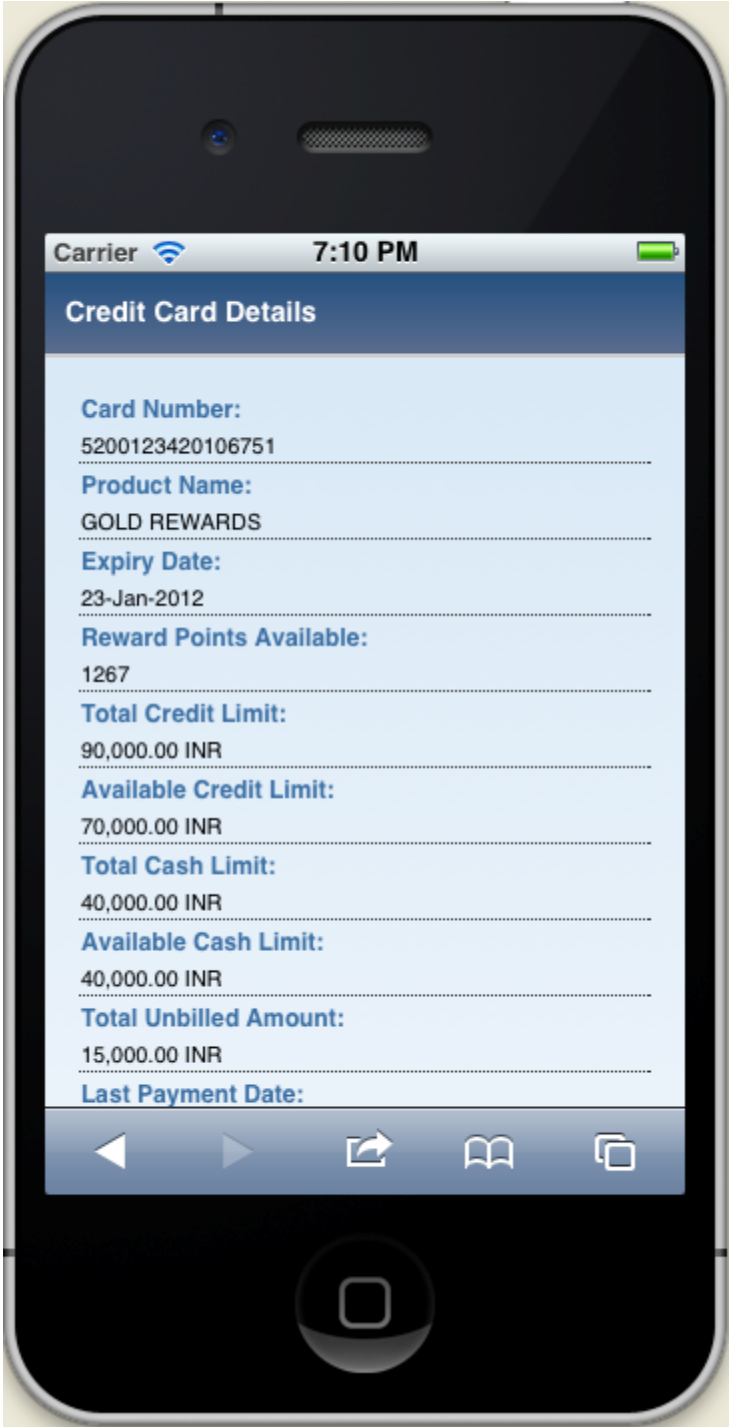 Carrier 7:10 PM
Credit Card Details
Card Number:
5200123420106751
Product Name:
GOLD REWARDS
Expiry Date:
23-Jan-2012
Reward Points Available:
1267
Total Credit Limit:
90,000.00 INR
Available Credit Limit:
70,000.00 INR
Total Cash Limit:
40,000.00 INR
Available Cash Limit:
40,000.00 INR
Total Unbilled Amount:
15,000.00 INR
Last Payment Date: